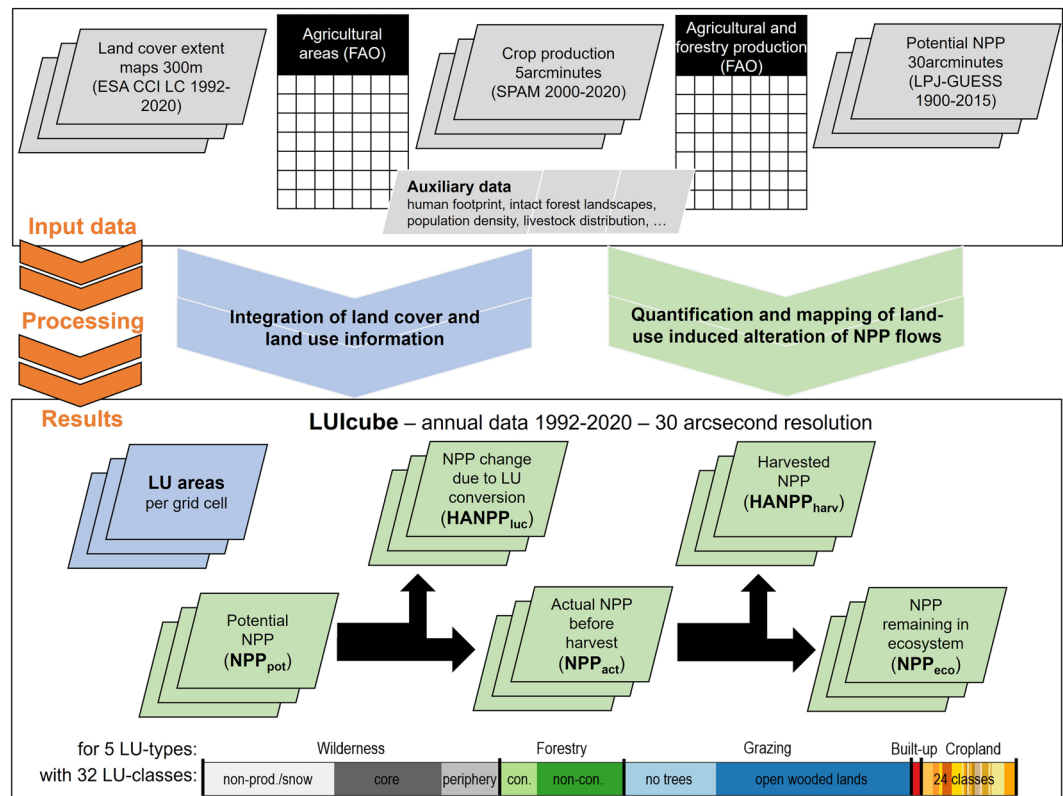 Land cover extent
maps 300m
(ESA CCI LC 1992-
2020)
Agricultural
areas (FAO)
Crop production
5arcminutes
(SPAM 2000-2020)
Agricultural and
forestry production
(FAO)
Potential NPP
30arcminutes
(LPJ-GUESS
1900-2015)
Auxiliary data
human footprint, intact forest landscapes,
population density, livestock distribution, …
Input data
Processing
Results
Integration of land cover and
land use information
Quantification and mapping of land-
use induced alteration of NPP flows
LUIcube – annual data 1992-2020 – 30 arcsecond resolution
LU areas
per grid cell
NPP change
due to LU
conversion
(HANPPluc)
Harvested
NPP
(HANPPharv)
Potential
NPP
(NPPpot)
Actual NPP
before
harvest
(NPPact)
NPP
remaining in
ecosystem
(NPPeco)
for 5 LU-types:
Wilderness
Forestry
Grazing
Built-up
Cropland
with 32 LU-classes:
non-prod./snow
core
periphery
con.
non-con.
no trees
open wooded lands
24 classes